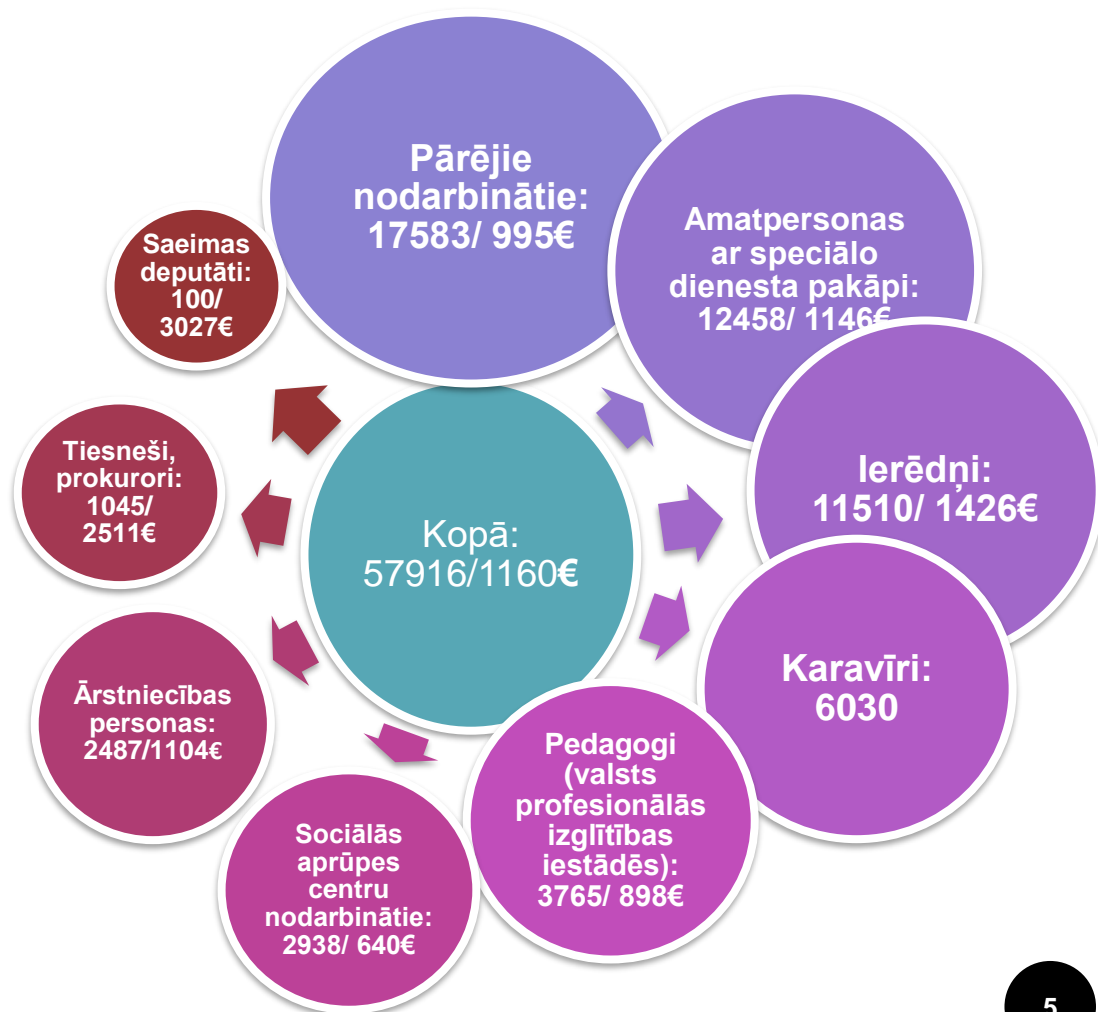 Pārējie
nodarbinātie:
17583/ 995€
Amatpersonas
ar speciālo
dienesta pakāpi:
12458/ 1146€
Ierēdņi:
11510/ 1426€
Karavīri:
6030
Pedagogi
(valsts
profesionālās
izglītības
iestādēs):
3765/ 898€
Sociālās
aprūpes
centru
nodarbinātie:
2938/ 640€
Ārstniecības
personas:
2487/1104€
Tiesneši,
prokurori:
1045/
2511€
Saeimas
deputāti:
100/
3027€
Kopā:
57916/1160€
5